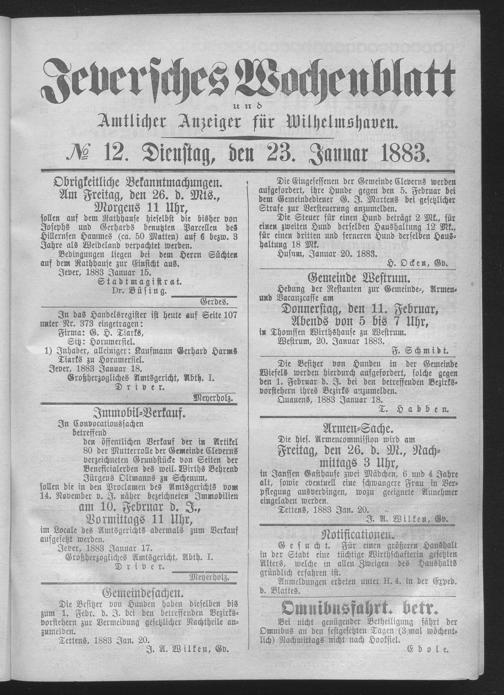 Jeversches Wochenblatt
und
Amtlicher Anzeiger für Wilhelmshaven.
№ 12. Dienstag, den 23. Januar 1883.
Obrigkeitliche Bekanntmachungen.
Am Freitag, den 26. d. Mts.,
Morgens 11 Uhr,
sollen auf dem Rathhause hieselbst die bisher von
Josephs und Gerhards benutzten Parcellen des
Hillernsen Hammes (ca. 50 Matten) auf 6 bezw. 3
Jahre als Weideland verpachtet werden.
Bedingungen liegen bei dem Herrn Süchten
auf dem Rathhause zur Einsicht aus.
Jever, 1883 Januar 15.
Stadtmagistrat.
Dr. Büsing.
Gerdes.
In das Handelsregister ist heute auf Seite 107
unter Nr. 373 eingetragen:
Firma: G. H. Tiarks,
Sitz: Horumersiel.
1) Inhaber, alleiniger: Kaufmann Gerhard Harms
Tiarks zu Horumersiel.
Jever, 1883 Januar 18.
Großherzogliches Amtsgericht, Abth. I.
Driver.
Meyerholz.
Immobil-Verkauf.
In Convocationssachen
betreffend
den öffentlichen Verkauf der in Artikel
80 der Mutterrolle der Gemeinde Cleverns
verzeichneten Grundstücke von Seiten der
Beneficialerben des weil. Wirths Behrend
Jürgens Oltmanns zu Schenum,
sollen die in den Proclamen des Amtsgerichts vom
14. November v. J. näher bezeichneten Immobilien
am 10. Februar d. J.,
Vormittags 11 Uhr,
im Locale des Amtsgerichts abermals zum Verkauf
aufgesetzt werden.
Jever, 1883 Januar 17.
Großherzogliches Amtsgericht, Abth. I.
Driver.
Meyerholz.
Gemeindesachen.
Die Besitzer von Hunden haben dieselben bis
zum 1. Febr. d. J. bei den betreffenden Bezirks-
vorstehern zur Vermeidung gesetzlicher Nachtheile an-
zumelden.
Tettens, 1883 Jan. 20.
J. A. Wilken, Gv.
Die Eingesessenen der Gemeinde Cleverns werden
aufgefordert, ihre Hunde gegen den 5. Februar bei
dem Gemeindediener G. J. Martens bei gesetzlicher
Strafe zur Versteuerung anzumelden.
Die Steuer für einen Hund beträgt 2 Mk., für
einen zweiten Hund derselben Haushaltung 12 Mk.,
für einen dritten und ferneren Hund derselben Haus-
haltung 18 Mk.
Husum, Januar 20. 1883.
H. Ocken, Gv.
Gemeinde Westrum.
Hebung der Restanten zur Gemeinde-, Armen-
und Vacanzcasse am
Donnerstag, den 11. Februar,
Abends von 5 bis 7 Uhr,
in Thomssen Wirthshause zu Westrum.
Westrum, 20. Januar 1883.
F. Schmidt.
Die Besitzer von Hunden in der Gemeinde
Wiefels werden hierdurch aufgefordert, solche gegen
den 1. Februar d. J. bei den betreffenden Bezirks-
vorstehern ihres Bezirks anzumelden.
Quanens, 1883 Januar 18.
T. Habben.
Armen-Sache.
Die hies. Armencommission wird am
Freitag, den 26. d. M., Nach-
mittags 3 Uhr,
in Janssen Gasthause zwei Mädchen, 6 und 4 Jahre
alt, sowie eventuell eine schwangere Frau in Ver-
pflegung ausverdingen, wozu geeignete Annehmer
eingeladen werden.
Tettens, 1883 Jan. 20.
J. A. Wilken, Gv.
Notificationen.
Gesucht. Für einen größeren Haushalt
in der Stadt eine tüchtige Wirthschafterin gesetzten
Alters, welche in allen Zweigen des Haushalts
gründlich erfahren ist.
Anmeldungen erbeten unter H. 4. in der Exped.
d. Blattes.
Omnibusfahrt. betr.
Bei nicht genügender Betheiligung fährt der
Omnibus an den festgesetzten Tagen (3 mal wöchent-
lich) Nachmittags nicht nach Hooksiel.